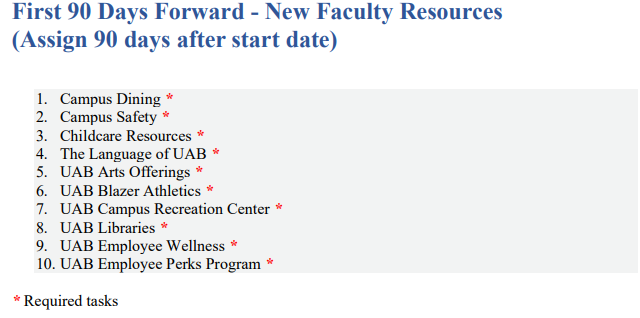 First 90 Days Forward - New Faculty Resources
(Assign 90 days after start date)
1. Campus Dining *
2. Campus Safety *
3. Childcare Resources *
4. The Language of UAB *
5. UAB Arts Offerings *
6. UAB Blazer Athletics *
7. UAB Campus Recreation Center *
8. UAB Libraries *
9. UAB Employee Wellness *
10. UAB Employee Perks Program *
* Required tasks